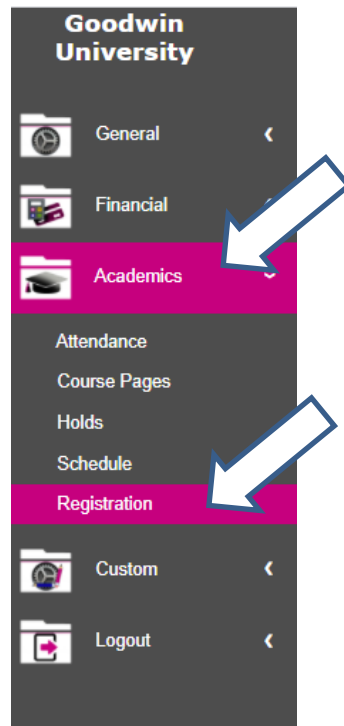 Goodwin
University
General
Financial
Academics
Attendance
Course Pages
Holds
Schedule
Registration
Custom
Logout